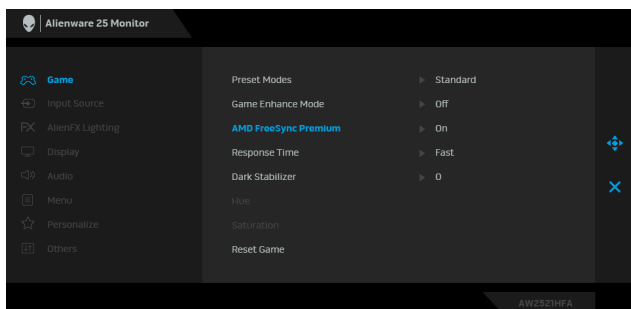 Alienware 25 Monitor
Game
Input Source
AlienFX Lighting
Display
Audio
Menu
Personalize
Others
Preset Modes Standard
Game Enhance Mode Off
AMD FreeSync Premium On
Response Time Fast
Dark Stabilizer 0
Hue
Saturation
Reset Game
AW2521HFA